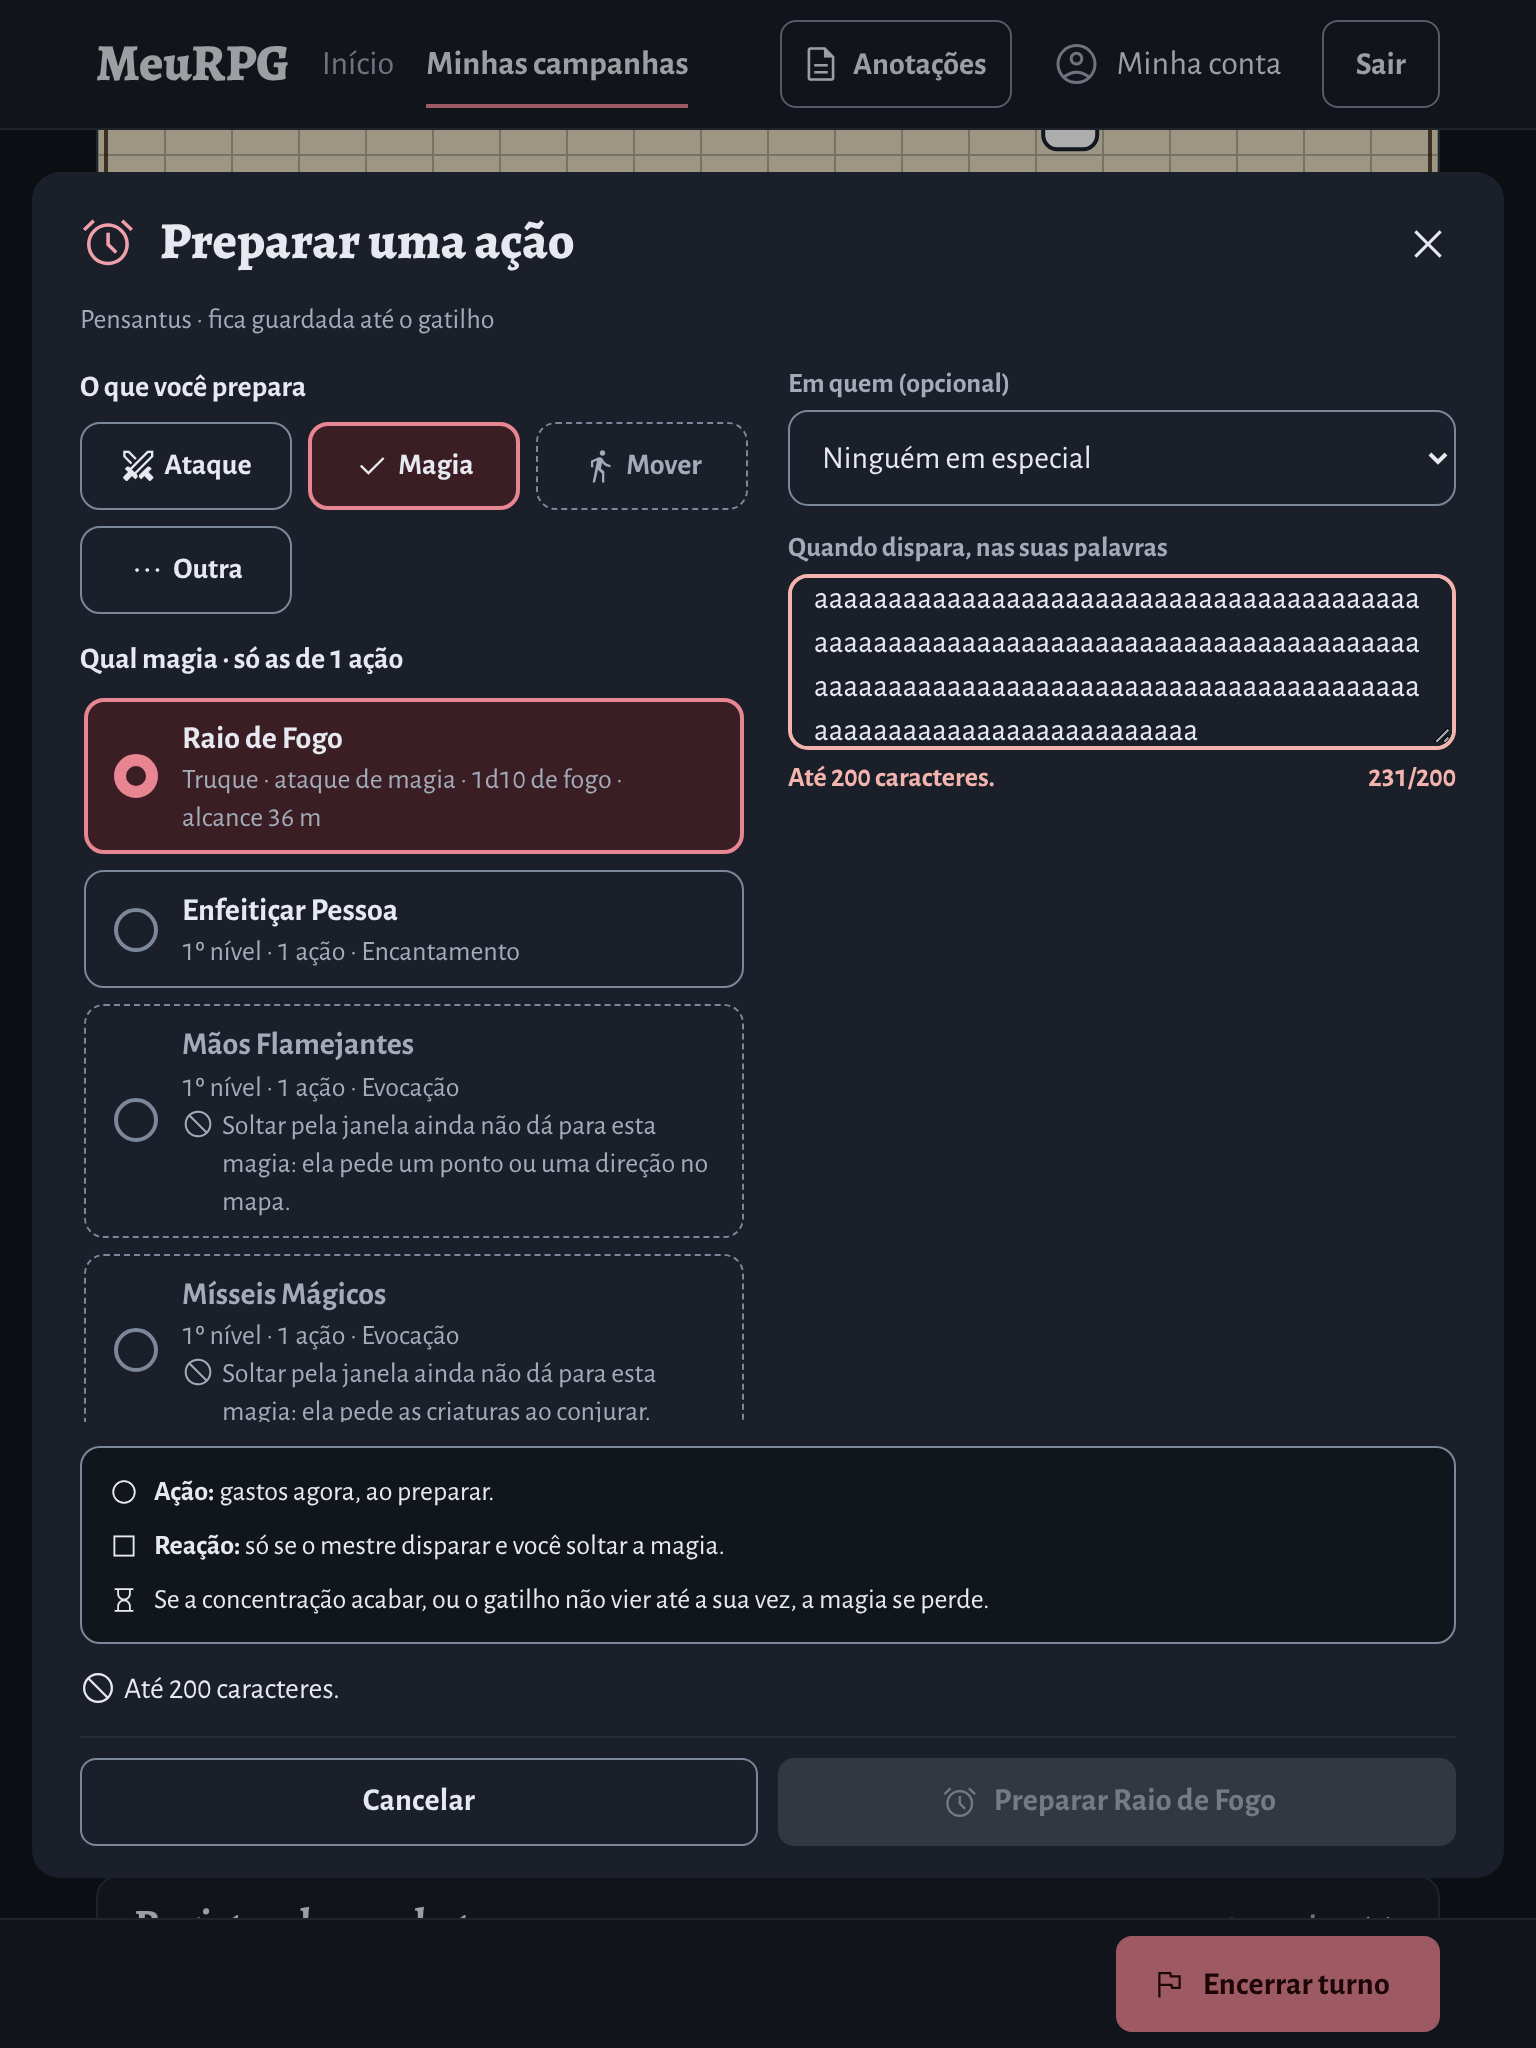 MeuRPG Início Minhas campanhas Anotações Minha conta Sair
Preparar uma ação
Pensantus · fica guardada até o gatilho
O que você prepara
Ataque Magia Mover
Outra
Qual magia · só as de 1 ação
Raio de Fogo
Truque · ataque de magia · 1d10 de fogo ·
alcance 36 m
Enfeitiçar Pessoa
1º nível · 1 ação · Encantamento
Mãos Flamejantes
1º nível · 1 ação · Evocação
Soltar pela janela ainda não dá para esta
magia: ela pede um ponto ou uma direção no
mapa.
Mísseis Mágicos
1º nível · 1 ação · Evocação
Soltar pela janela ainda não dá para esta
magia: ela pede as criaturas ao conjurar.
Em quem (opcional)
Ninguém em especial
Quando dispara, nas suas palavras
aaaaaaaaaaaaaaaaaaaaaaaaaaaaaaaaaaaaaaaaa
aaaaaaaaaaaaaaaaaaaaaaaaaaaaaaaaaaaaaaaaa
aaaaaaaaaaaaaaaaaaaaaaaaaaaaaaaaaaaaaaaaa
aaaaaaaaaaaaaaaaaaaaaaaaaa
Até 200 caracteres. 231/200
Ação: gastos agora, ao preparar.
Reação: só se o mestre disparar e você soltar a magia.
Se a concentração acabar, ou o gatilho não vier até a sua vez, a magia se perde.
Até 200 caracteres.
Cancelar Preparar Raio de Fogo
Encerrar turno